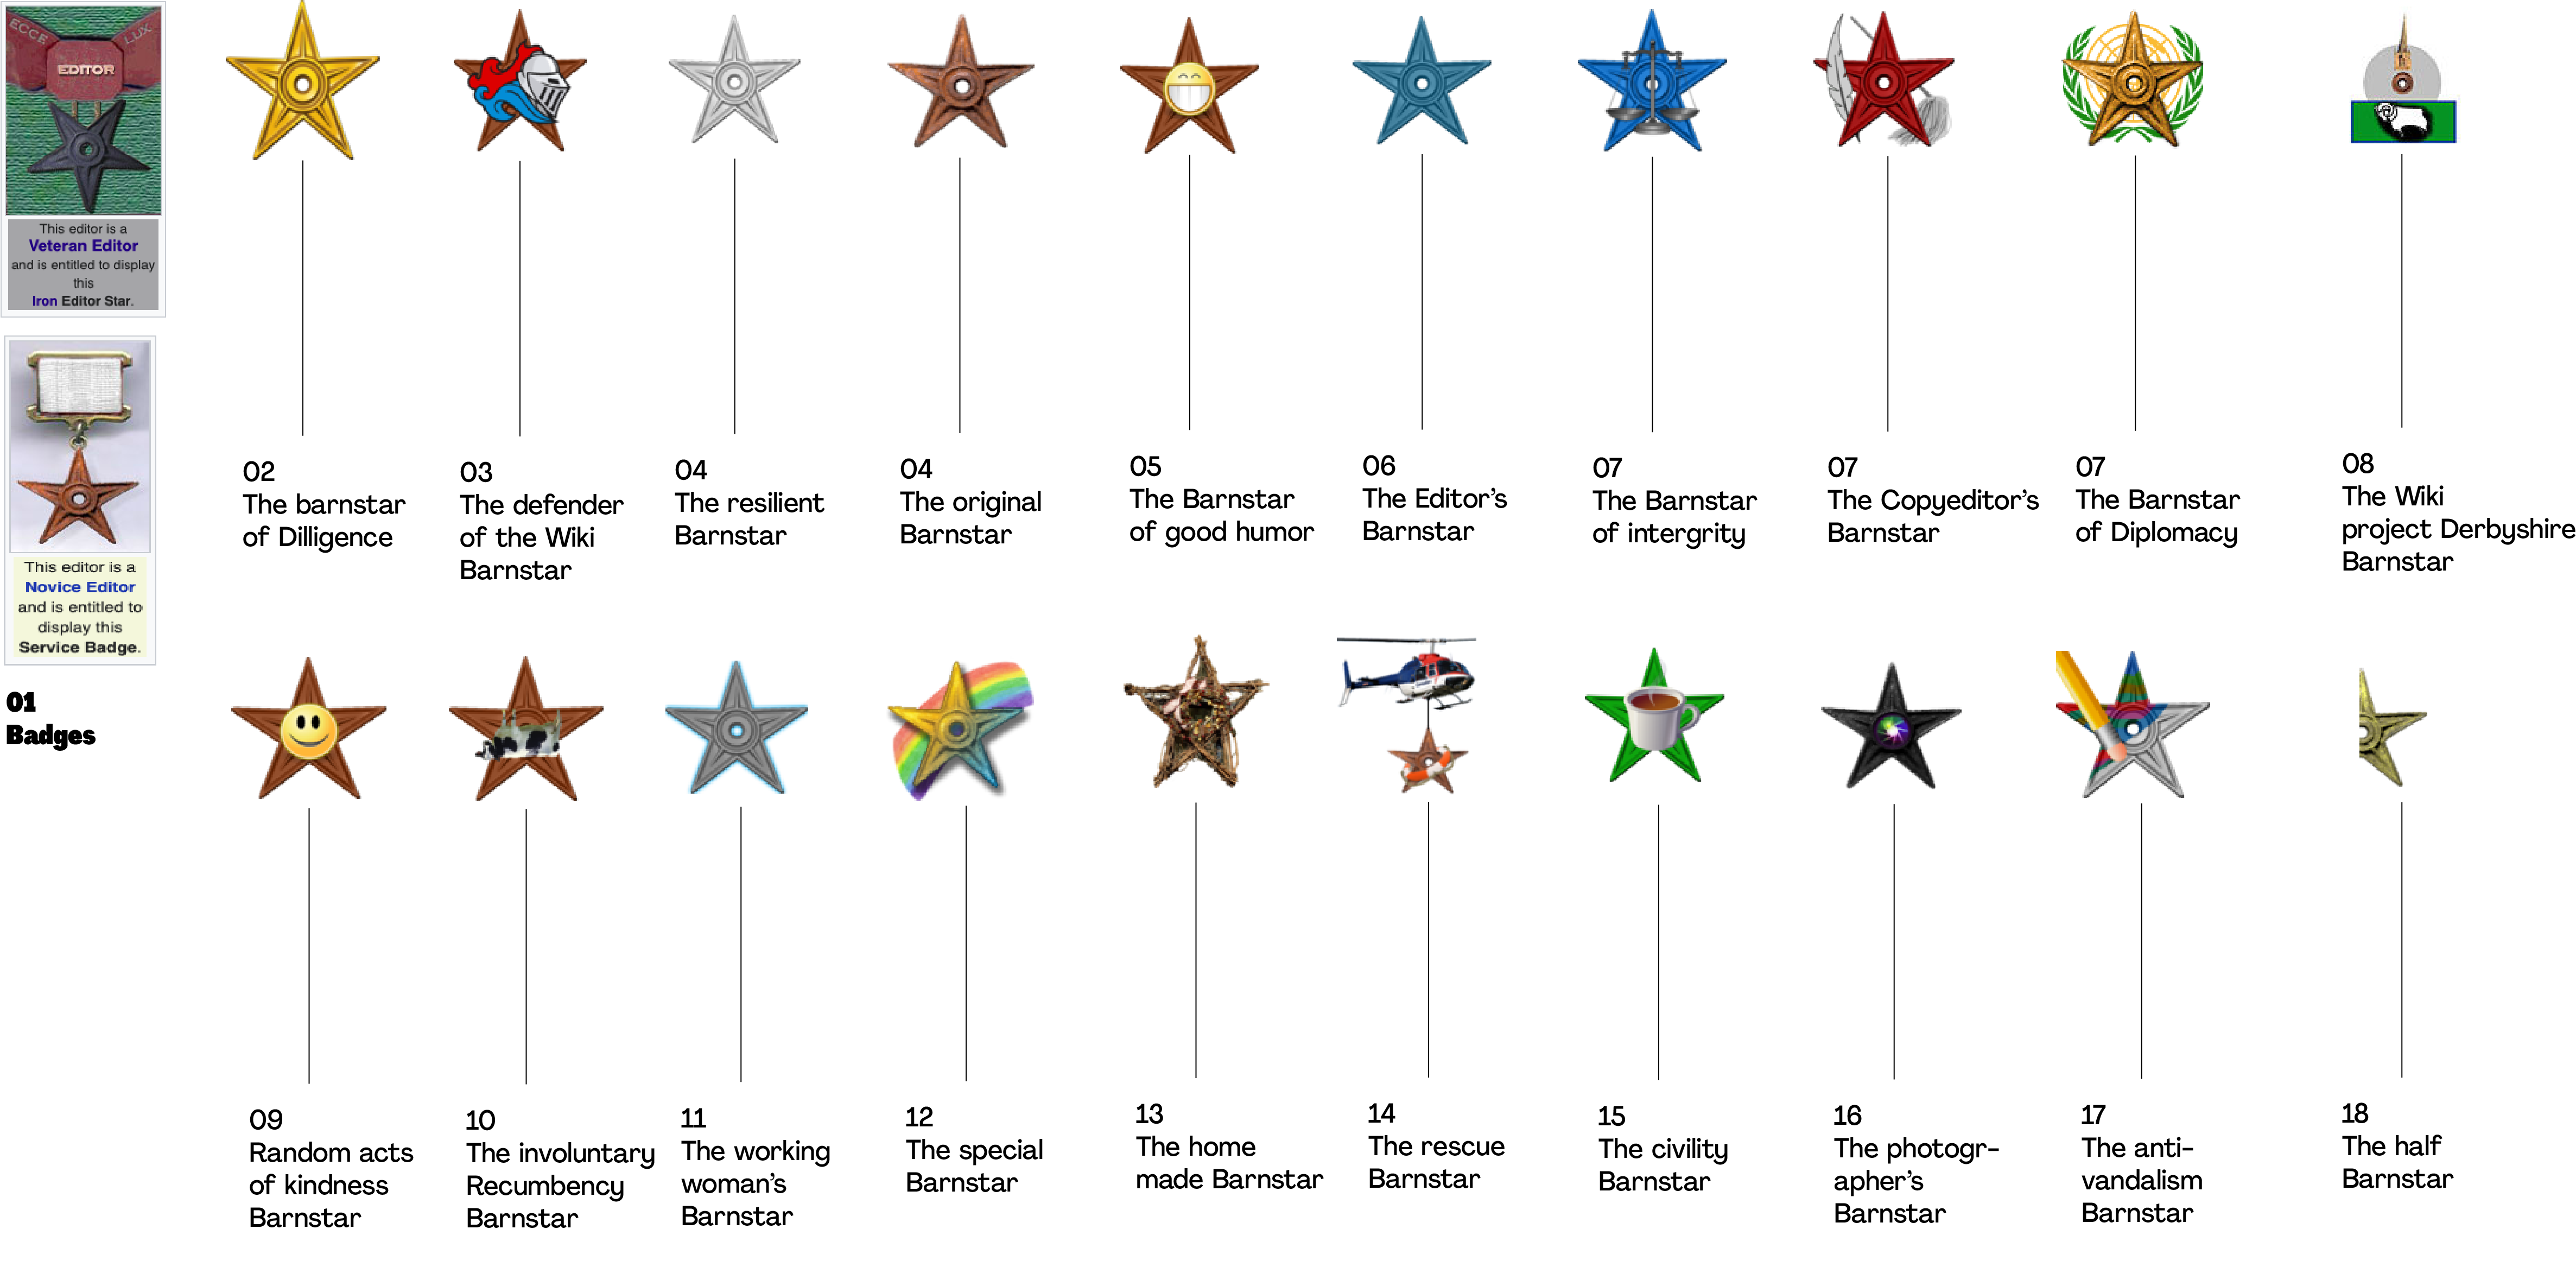 ECCE
LUX
EDITOR
This editor is a
Veteran Editor
and is entitled to display
this
Iron Editor Star.
This editor is a
Novice Editor
and is entitled to
display this
Service Badge.
01
Badges
02
The barnstar
of Dilligence
03
The defender
of the Wiki
Barnstar
04
The resilient
Barnstar
04
The original
Barnstar
05
The Barnstar
of good humor
06
The Editor’s
Barnstar
07
The Barnstar
of intergrity
07
The Copyeditor’s
Barnstar
07
The Barnstar
of Diplomacy
08
The Wiki
project Derbyshire
Barnstar
09
Random acts
of kindness
Barnstar
10
The involuntary
Recumbency
Barnstar
11
The working
woman’s
Barnstar
12
The special
Barnstar
13
The home
made Barnstar
14
The rescue
Barnstar
15
The civility
Barnstar
16
The photogr-
apher’s
Barnstar
17
The anti-
vandalism
Barnstar
18
The half
Barnstar